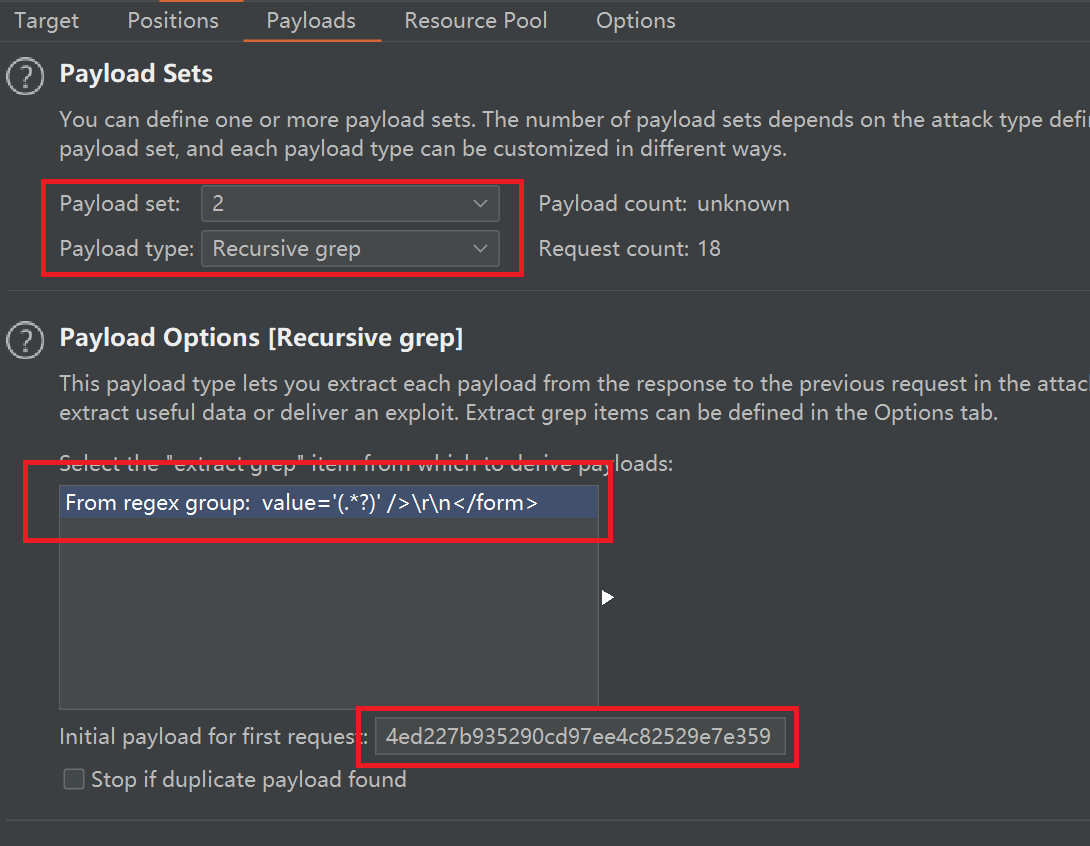 Target Positions Payloads Resource Pool Options
Payload Sets
You can define one or more payload sets. The number of payload sets depends on the attack type defi
payload set, and each payload type can be customized in different ways.
Payload set: 2 Payload count: unknown
Payload type: Recursive grep Request count: 18
Payload Options [Recursive grep]
This payload type lets you extract each payload from the response to the previous request in the attack
extract useful data or deliver an exploit. Extract grep items can be defined in the Options tab.
Select the "extract grep" item from which to derive payloads:
From regex group: value='(.*?)' />\r\n</form>
Initial payload for first request: 4ed227b935290cd97ee4c82529e7e359
Stop if duplicate payload found